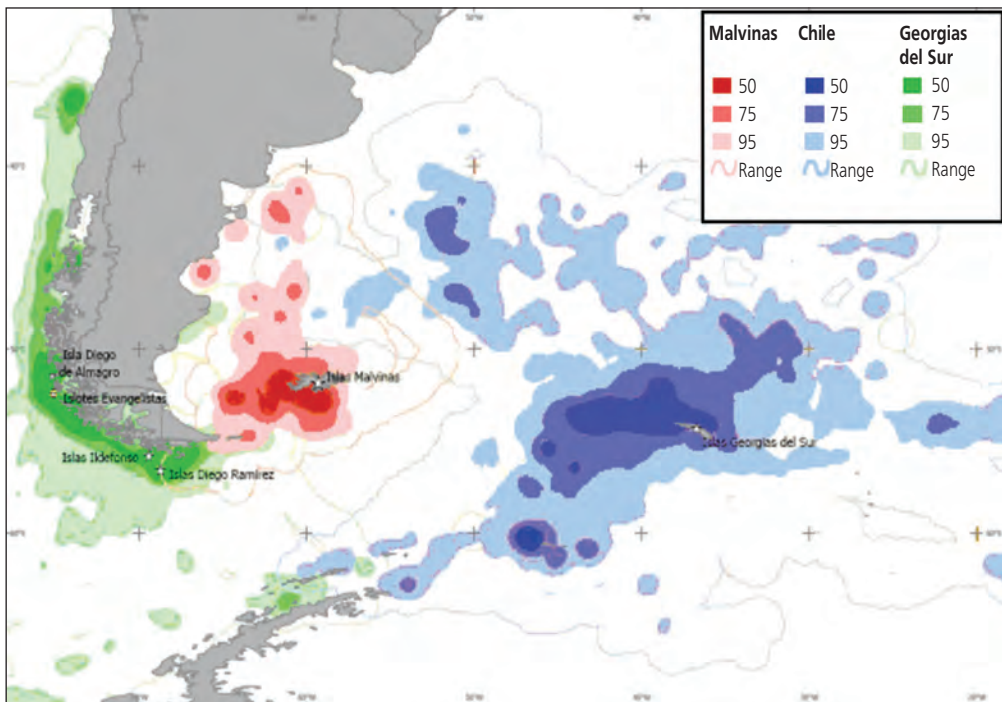 Malvinas Chile Georgias
del Sur
50 50 50
75 75 75
95 95 95
Range Range Range
Isla Diego
de Almagro
Islotes Evangelistas
Islas Malvinas
Islas Georgias del Sur
Islas Ildefonso
Islas Diego Ramirez